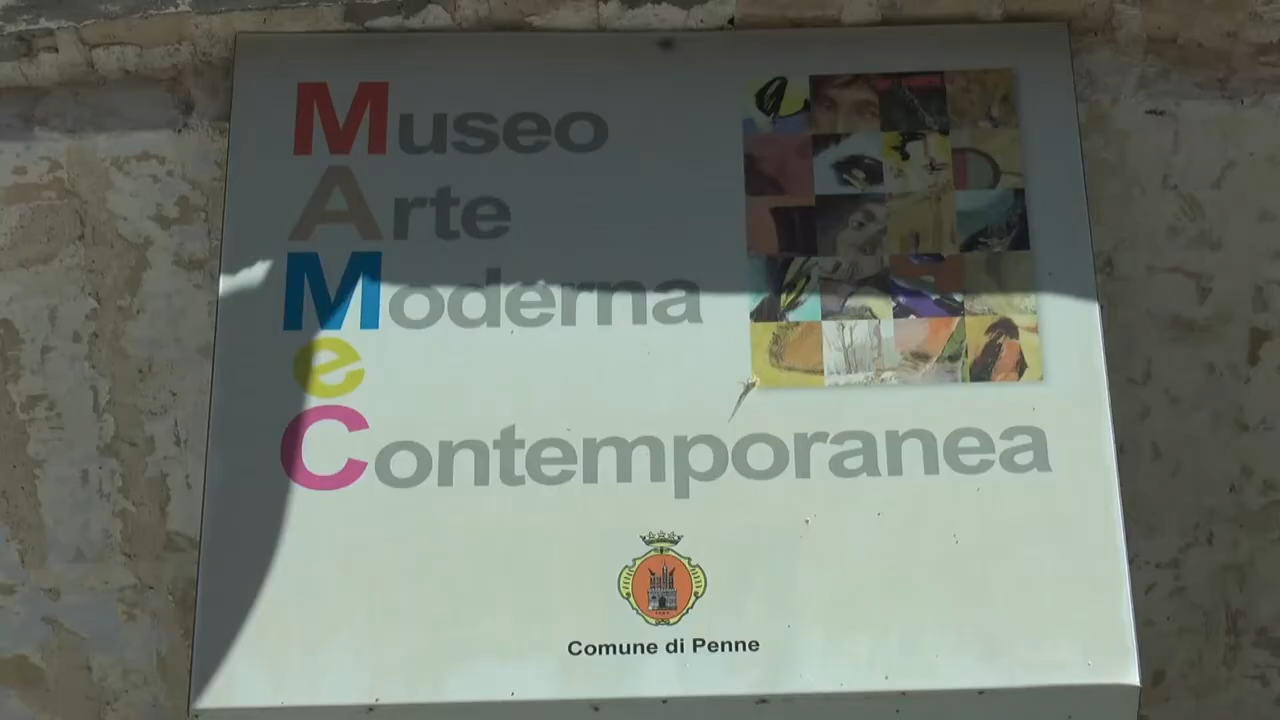 Museo
Arte
Moderna
e
Contemporanea
Comune di Penne